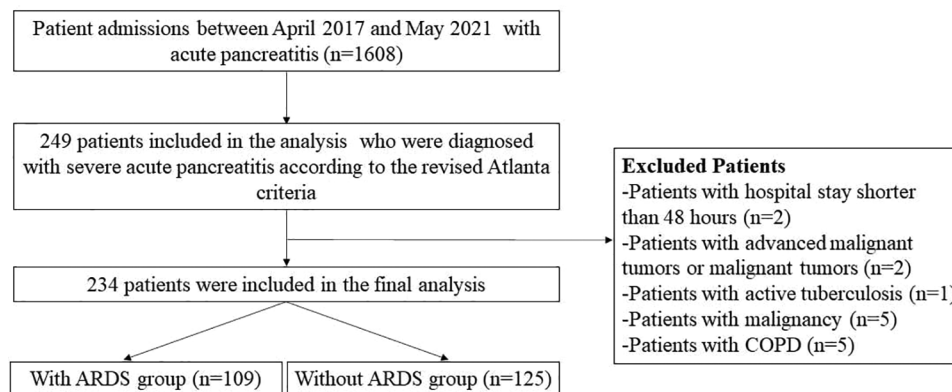 Patient admissions between April 2017 and May 2021 with
acute pancreatitis (n=1608)
249 patients included in the analysis who were diagnosed
with severe acute pancreatitis according to the revised Atlanta
criteria
Excluded Patients
-Patients with hospital stay shorter
than 48 hours (n=2)
-Patients with advanced malignant
tumors or malignant tumors (n=2)
-Patients with active tuberculosis (n=1)
-Patients with malignancy (n=5)
-Patients with COPD (n=5)
234 patients were included in the final analysis
With ARDS group (n=109)
Without ARDS group (n=125)